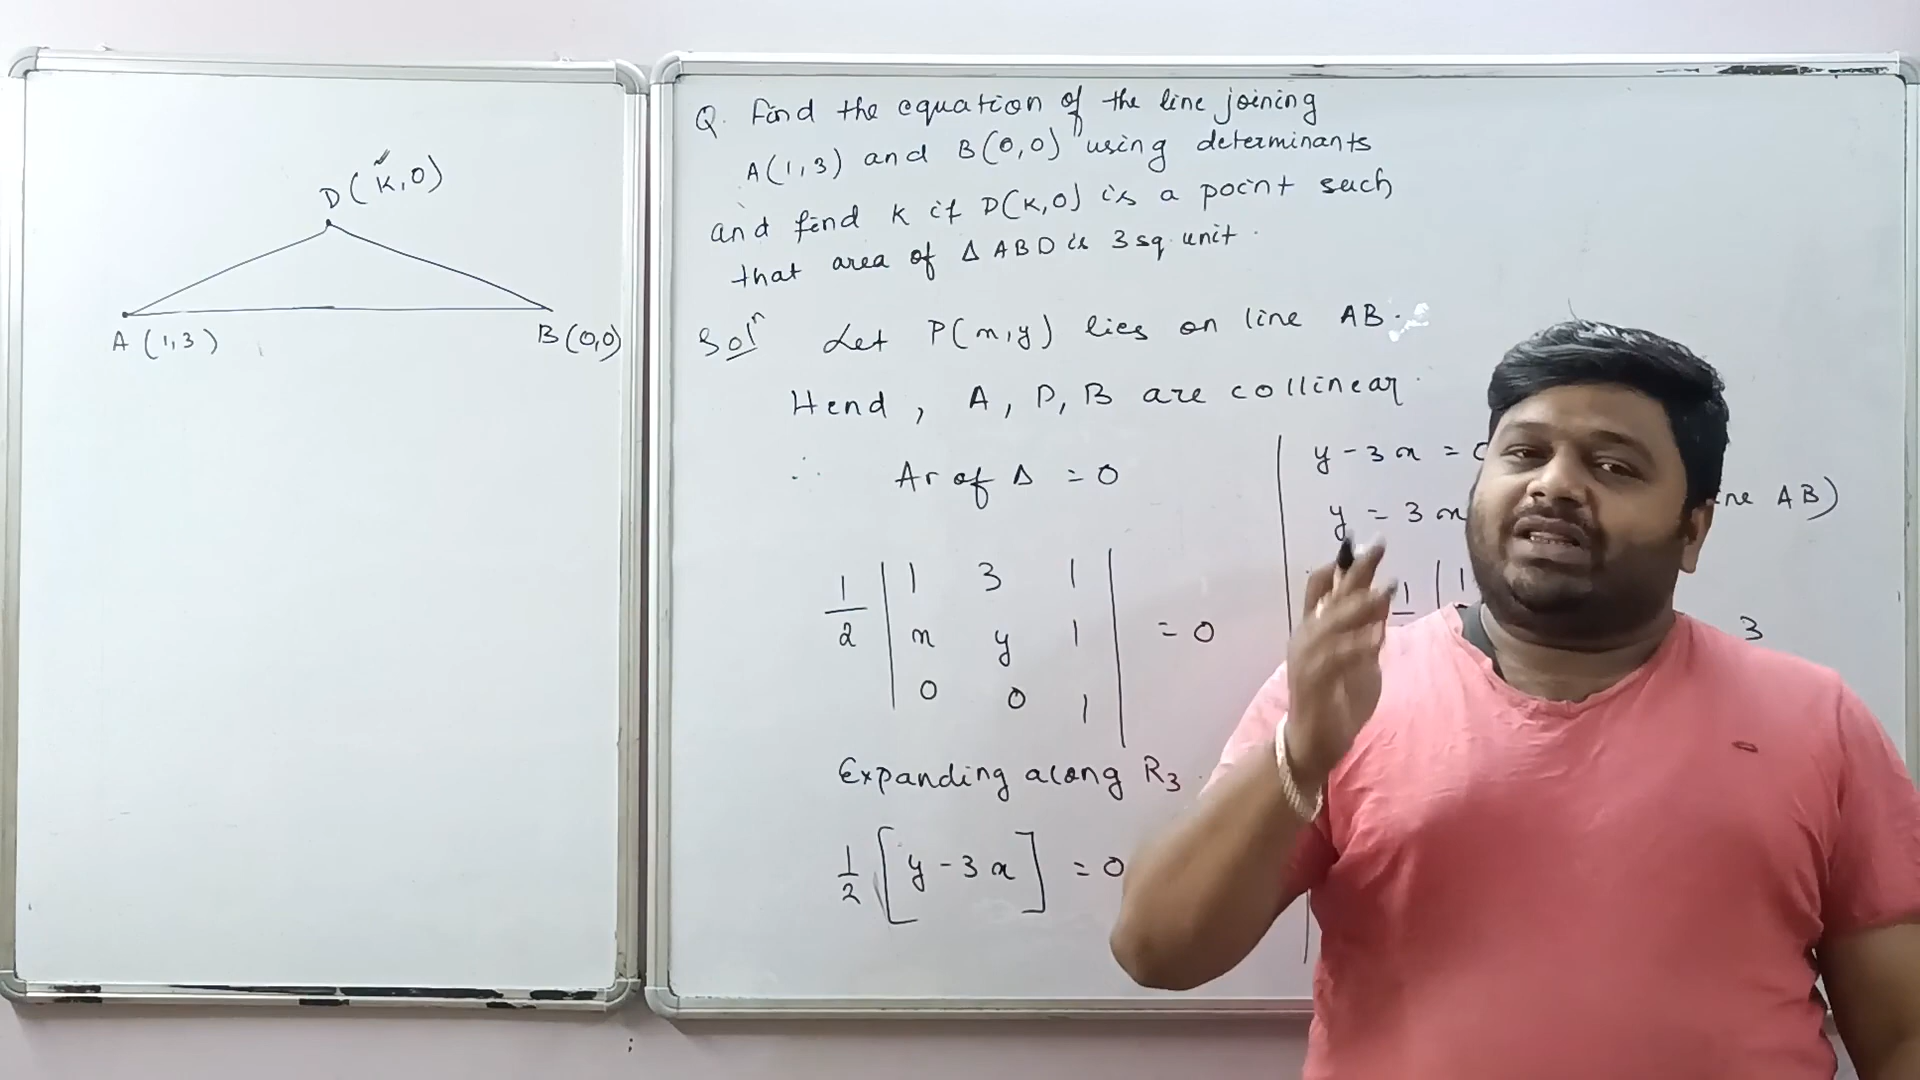 D(K,0)
A (1,3)
B(0,0)
Q. Find the equation of the line joining
A(1,3) and B(0,0) using determinants
and find K if D(K,0) is a point such
that area of Δ ABD is 3 sq. unit.
Solⁿ Let P(x,y) lies on line AB.
Hend, A, P, B are collinear.
∴ Ar of Δ = 0
1/2 | 1 3 1 |
| x y 1 | = 0
| 0 0 1 |
Expanding along R3.
1/2 [y - 3x] = 0
y - 3x = 0
y = 3x
AB)
3